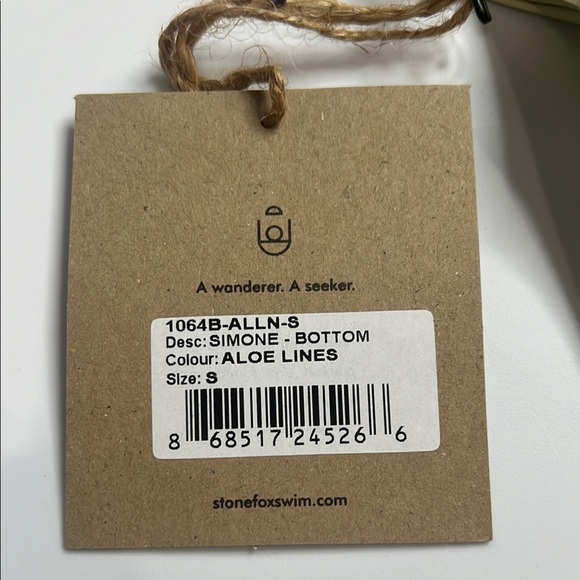 A wanderer. A seeker.
1064B-ALLN-S
Desc: SIMONE - BOTTOM
Colour: ALOE LINES
Size: S
8 68517 24526 6
stonefoxswim.com